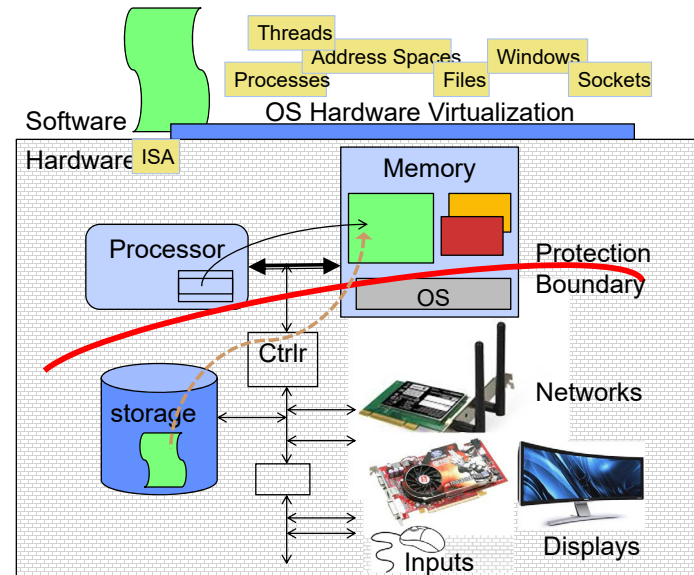 Threads
Address Spaces
Windows
Processes
Files
Sockets
OS Hardware Virtualization
Software
Hardware
ISA
Memory
Processor
Protection
Boundary
OS
Ctrlr
storage
Networks
Displays
Inputs